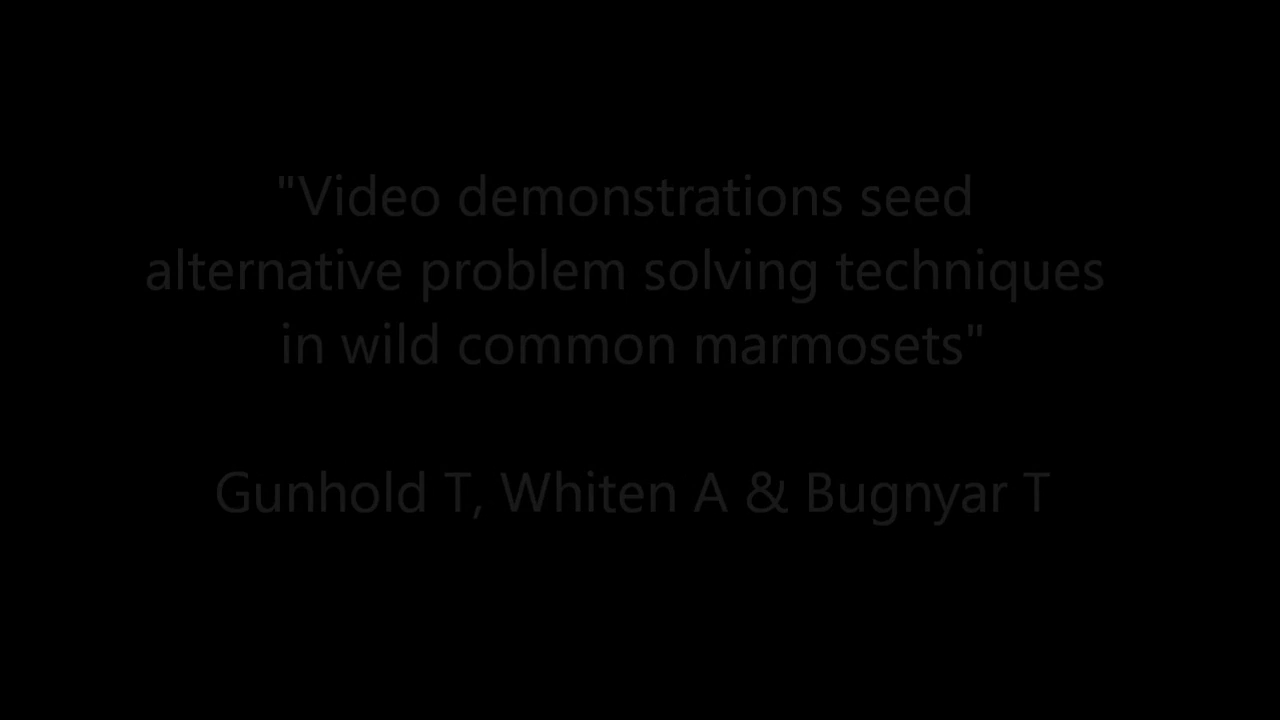 "Video demonstrations seed
alternative problem solving techniques
in wild common marmosets"
Gunhold T, Whiten A & Bugnyar T